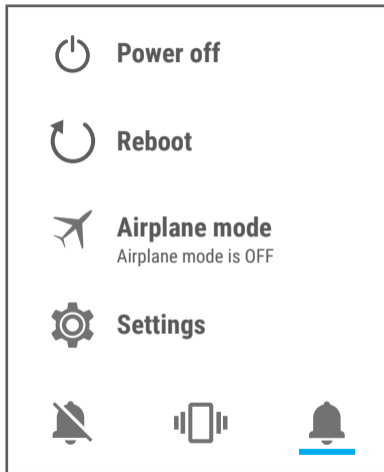 Power off
Reboot
Airplane mode
Airplane mode is OFF
Settings